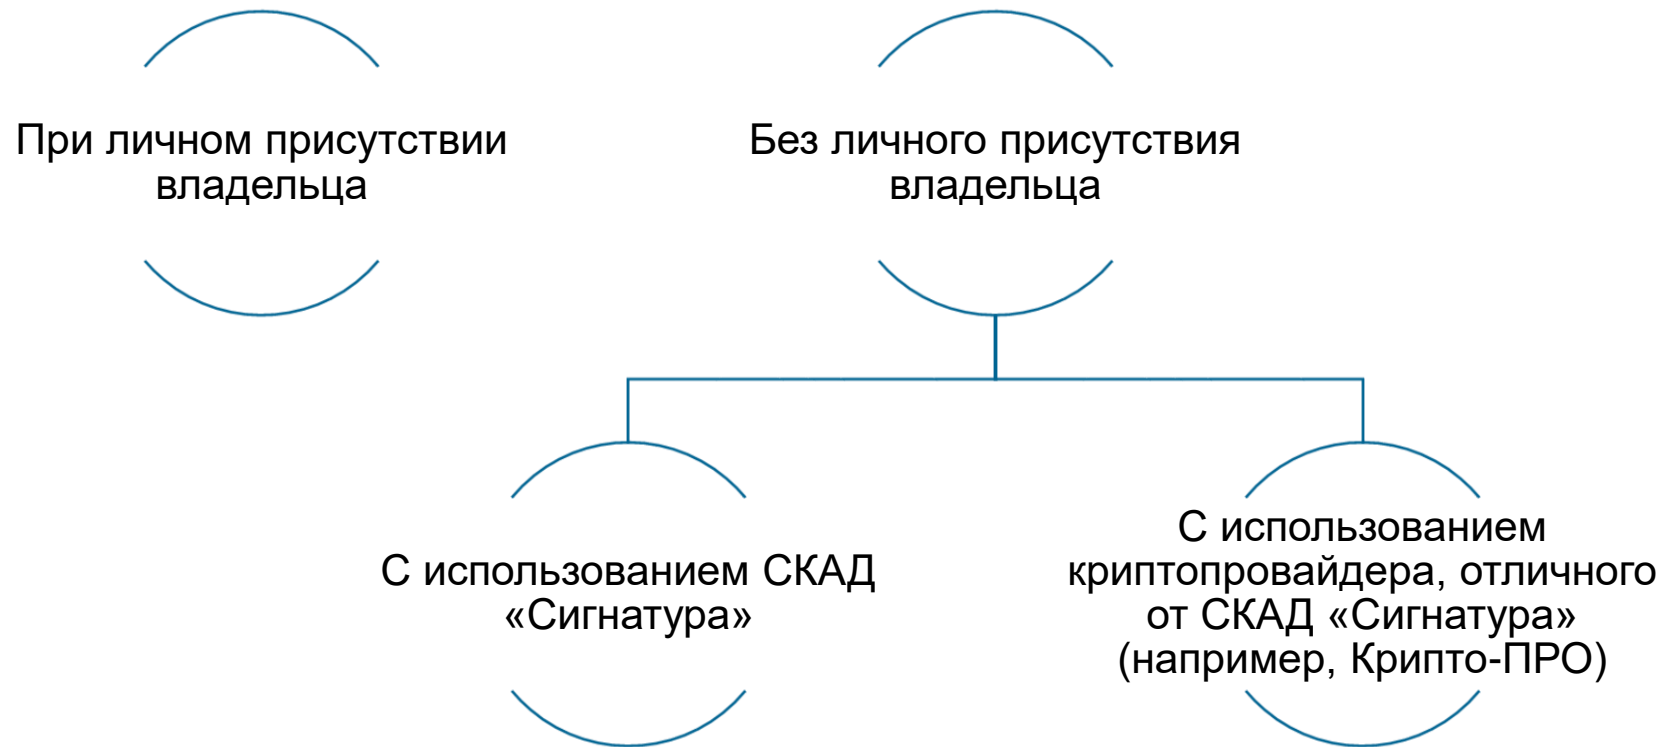 При личном присутствии
владельца
Без личного присутствия
владельца
С использованием СКАД
«Сигнатура»
С использованием
криптопровайдера, отличного
от СКАД «Сигнатура»
(например, Крипто-ПРО)